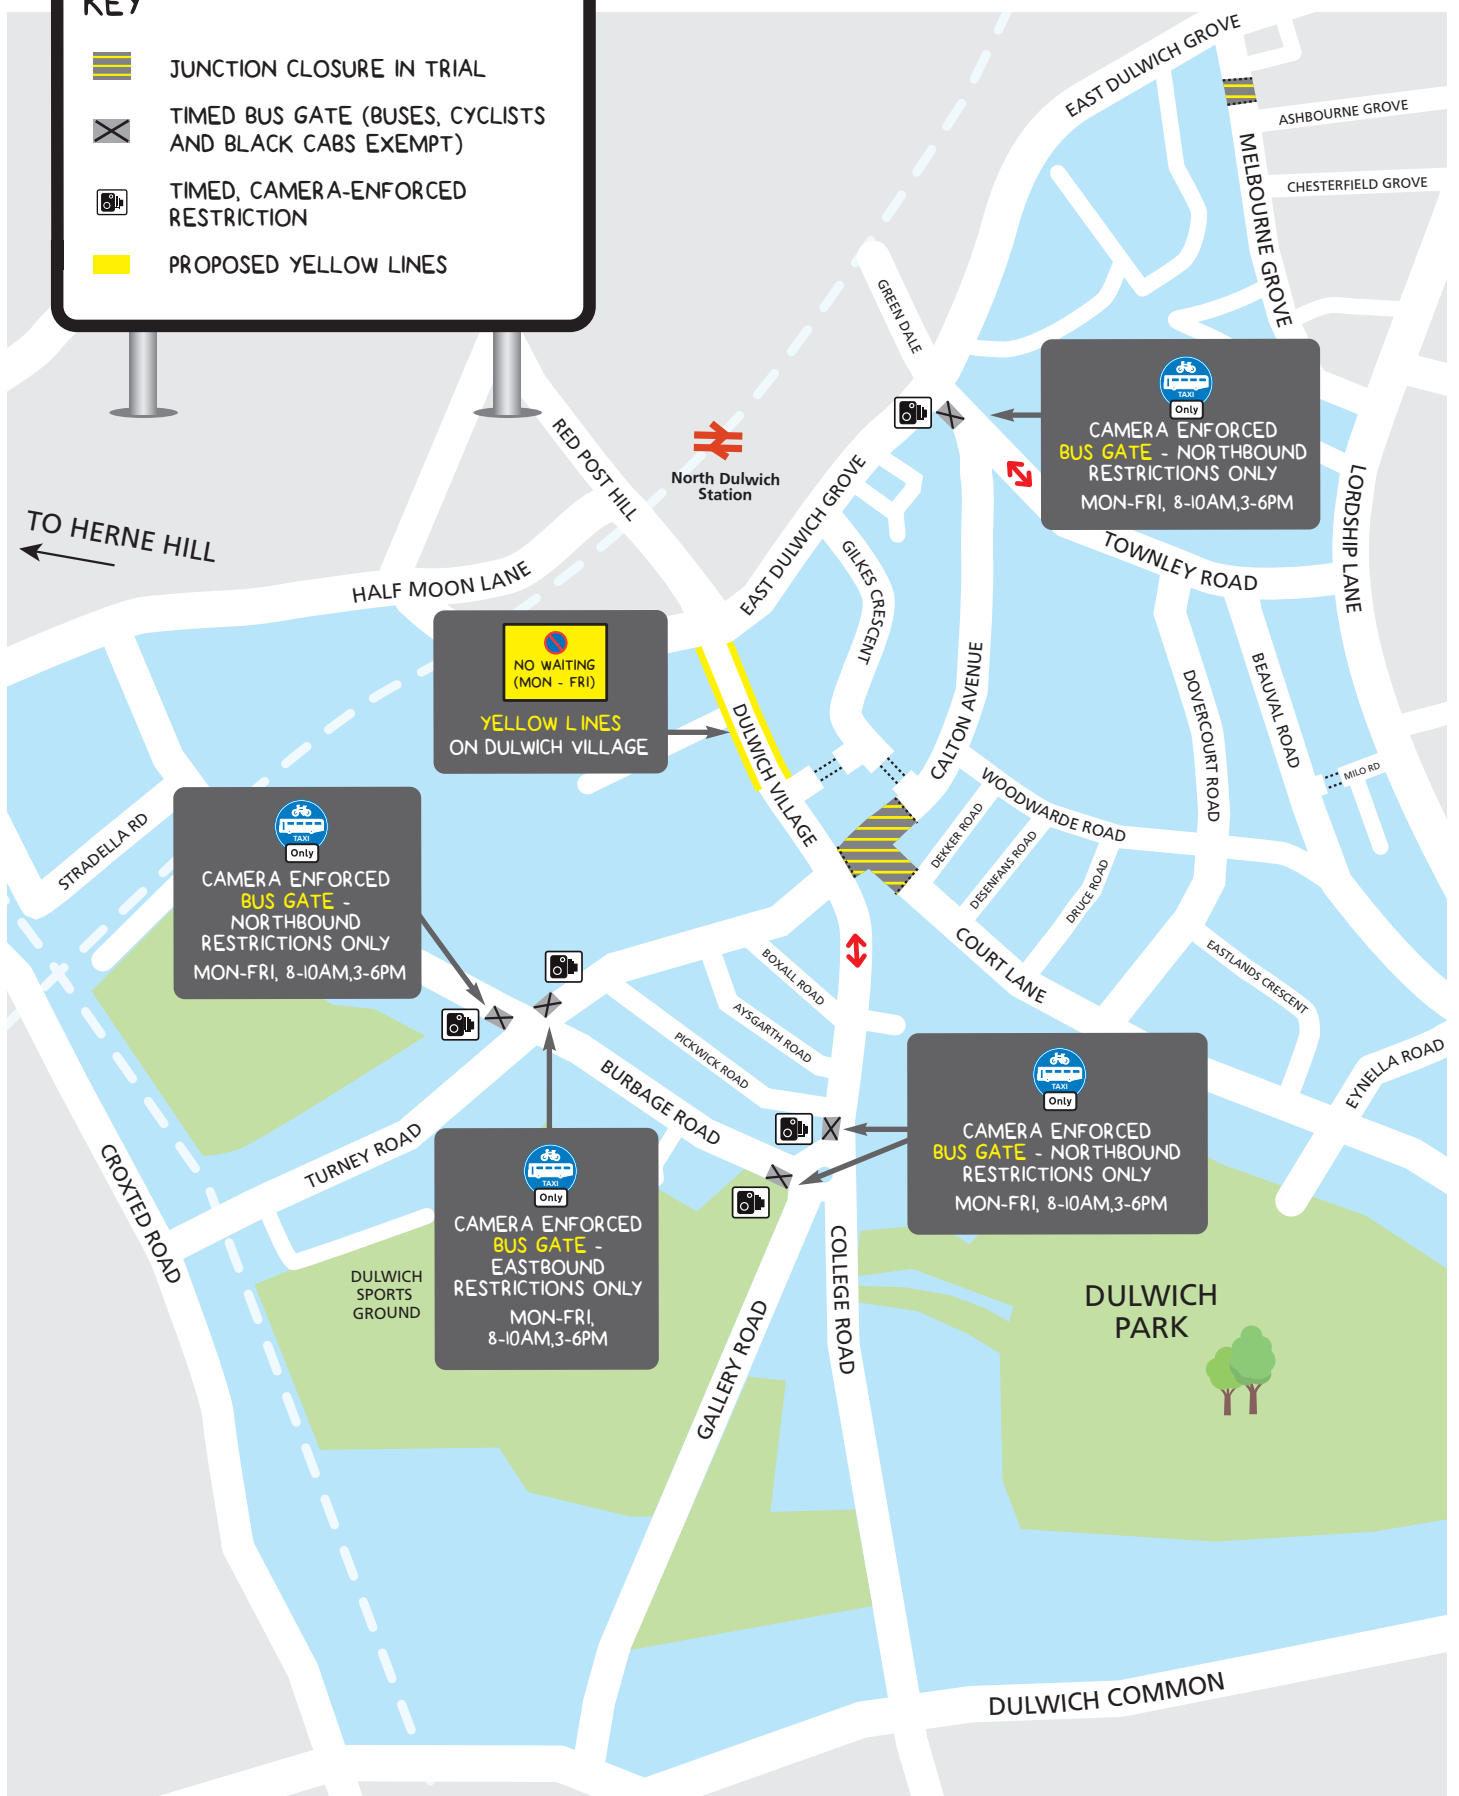 KEY
JUNCTION CLOSURE IN TRIAL
TIMED BUS GATE (BUSES, CYCLISTS
AND BLACK CABS EXEMPT)
TIMED, CAMERA-ENFORCED
RESTRICTION
PROPOSED YELLOW LINES
EAST DULWICH GROVE
ASHBOURNE GROVE
MELBOURNE GROVE
CHESTERFIELD GROVE
GREEN DALE
TAXI
Only
CAMERA ENFORCED
BUS GATE - NORTHBOUND
RESTRICTIONS ONLY
MON-FRI, 8-10AM,3-6PM
RED POST HILL
North Dulwich
Station
LORDSHIP LANE
TO HERNE HILL
HALF MOON LANE
EAST DULWICH GROVE
GILKES CRESCENT
TOWNLEY ROAD
NO WAITING
(MON - FRI)
YELLOW LINES
ON DULWICH VILLAGE
DULWICH VILLAGE
CALTON AVENUE
DOVERCOURT ROAD
BEAUVAL ROAD
MILO RD
WOODWARDE ROAD
DEKKER ROAD
DESENFANS ROAD
DRUCE ROAD
STRADELLA RD
TAXI
Only
CAMERA ENFORCED
BUS GATE -
NORTHBOUND
RESTRICTIONS ONLY
MON-FRI, 8-10AM,3-6PM
COURT LANE
EASTLANDS CRESCENT
BOXALL ROAD
AYSGARTH ROAD
PICKWICK ROAD
BURBAGE ROAD
EYNELLA ROAD
TAXI
Only
CAMERA ENFORCED
BUS GATE - NORTHBOUND
RESTRICTIONS ONLY
MON-FRI, 8-10AM,3-6PM
CROXTED ROAD
TURNEY ROAD
TAXI
Only
CAMERA ENFORCED
BUS GATE -
EASTBOUND
RESTRICTIONS ONLY
MON-FRI,
8-10AM,3-6PM
DULWICH
SPORTS
GROUND
COLLEGE ROAD
GALLERY ROAD
DULWICH
PARK
DULWICH COMMON